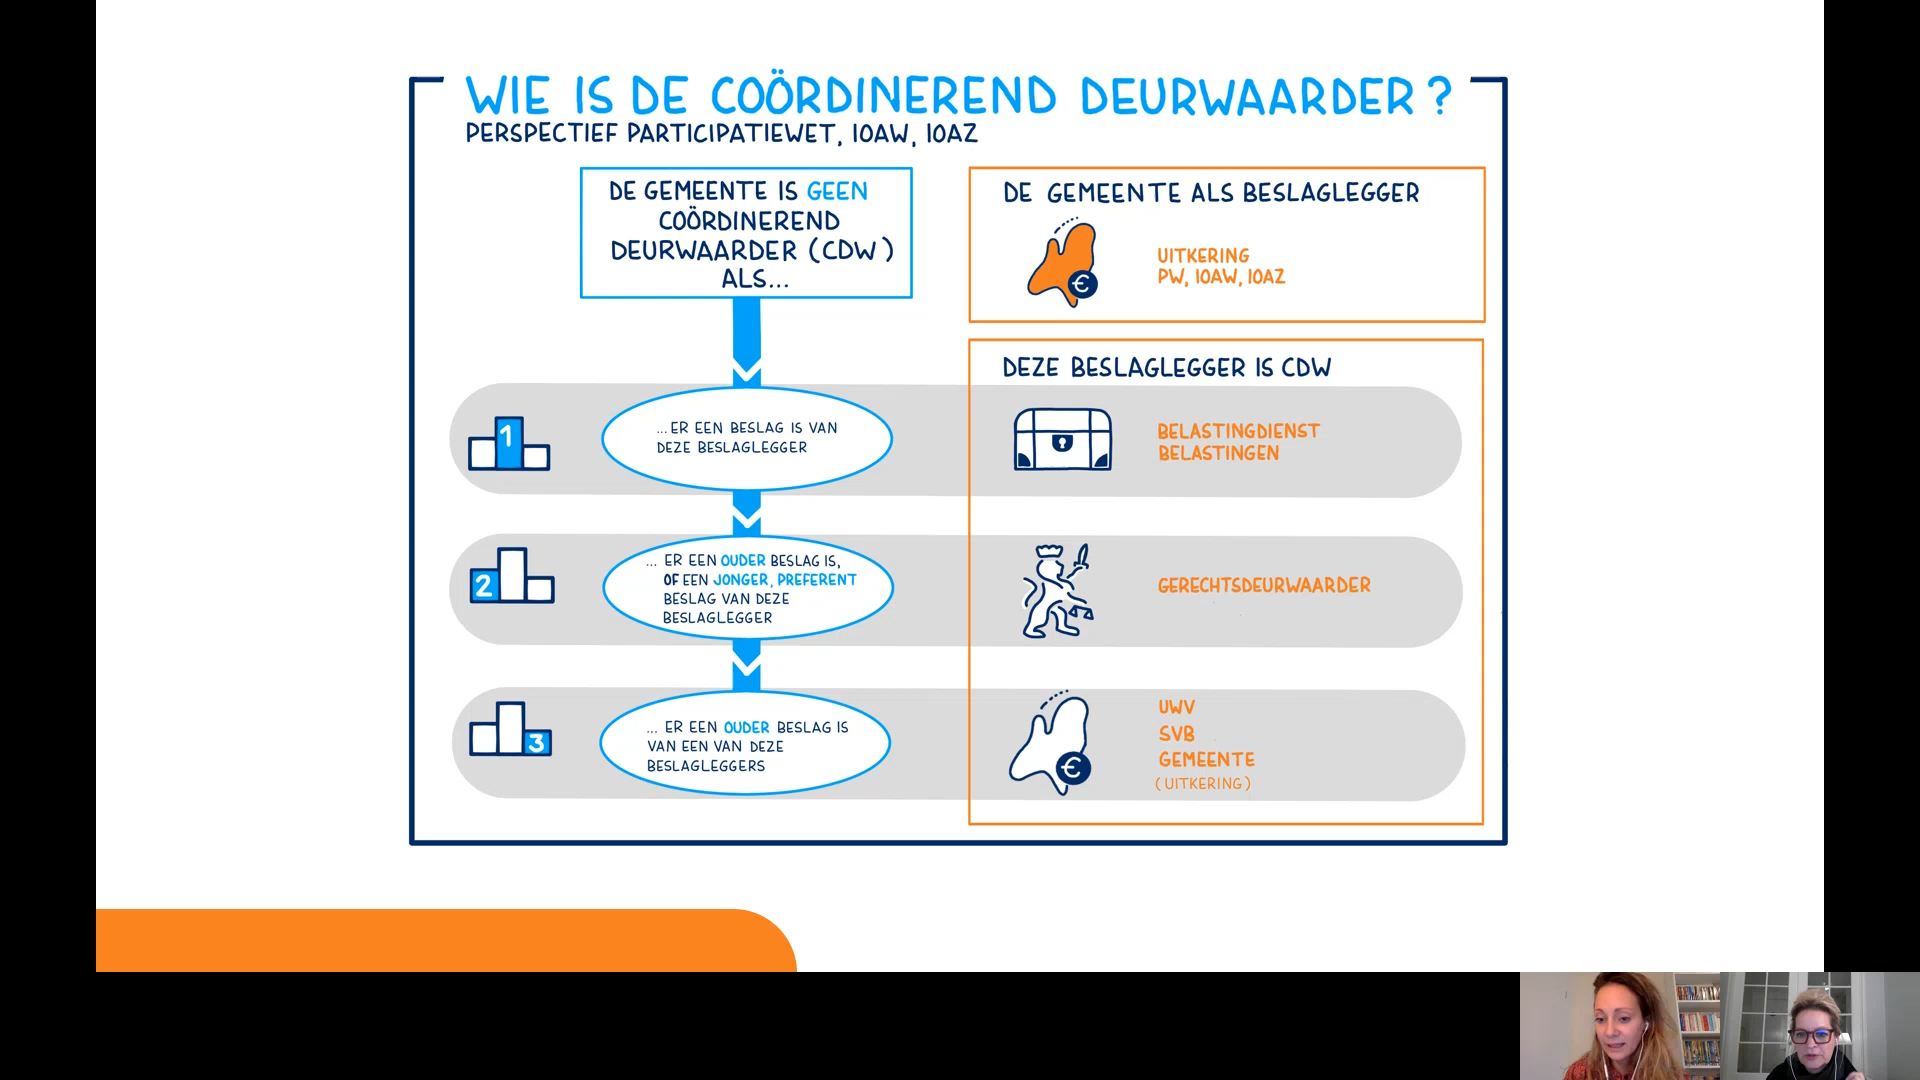 WIE IS DE COÖRDINEREND DEURWAARDER?
PERSPECTIEF PARTICIPATIEWET, IOAW, IOAZ
DE GEMEENTE IS GEEN
COÖRDINEREND
DEURWAARDER (CDW)
ALS...
DE GEMEENTE ALS BESLAGLEGGER
€
UITKERING
PW, IOAW, IOAZ
DEZE BESLAGLEGGER IS CDW
1
...ER EEN BESLAG IS VAN
DEZE BESLAGLEGGER
BELASTINGDIENST
BELASTINGEN
2
... ER EEN OUDER BESLAG IS,
OF EEN JONGER, PREFERENT
BESLAG VAN DEZE
BESLAGLEGGER
GERECHTSDEURWAARDER
3
... ER EEN OUDER BESLAG IS
VAN EEN VAN DEZE
BESLAGLEGGERS
€
UWV
SVB
GEMEENTE
(UITKERING)